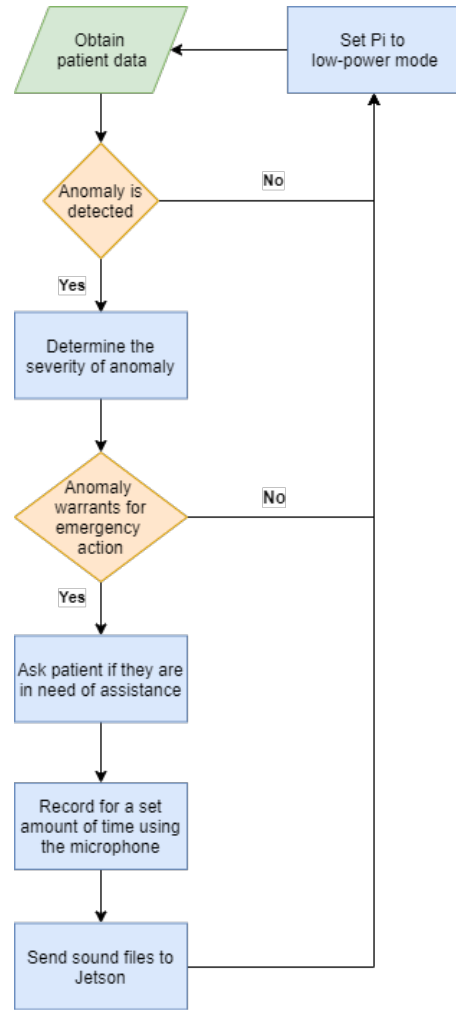 Obtain
patient data
Set Pi to
low-power mode
Anomaly is
detected
No
Yes
Determine the
severity of anomaly
Anomaly
warrants for
emergency
action
No
Yes
Ask patient if they are
in need of assistance
Record for a set
amount of time using
the microphone
Send sound files to
Jetson